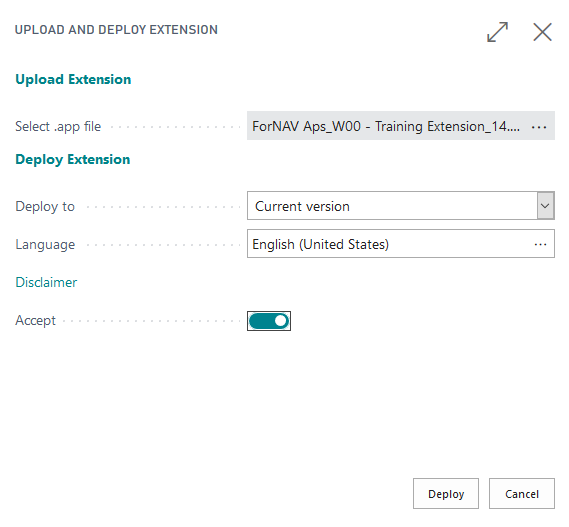 UPLOAD AND DEPLOY EXTENSION
Upload Extension
Select .app file ForNAV Aps_W00 - Training Extension_14.... ...
Deploy Extension
Deploy to Current version
Language English (United States) ...
Disclaimer
Accept
Deploy Cancel